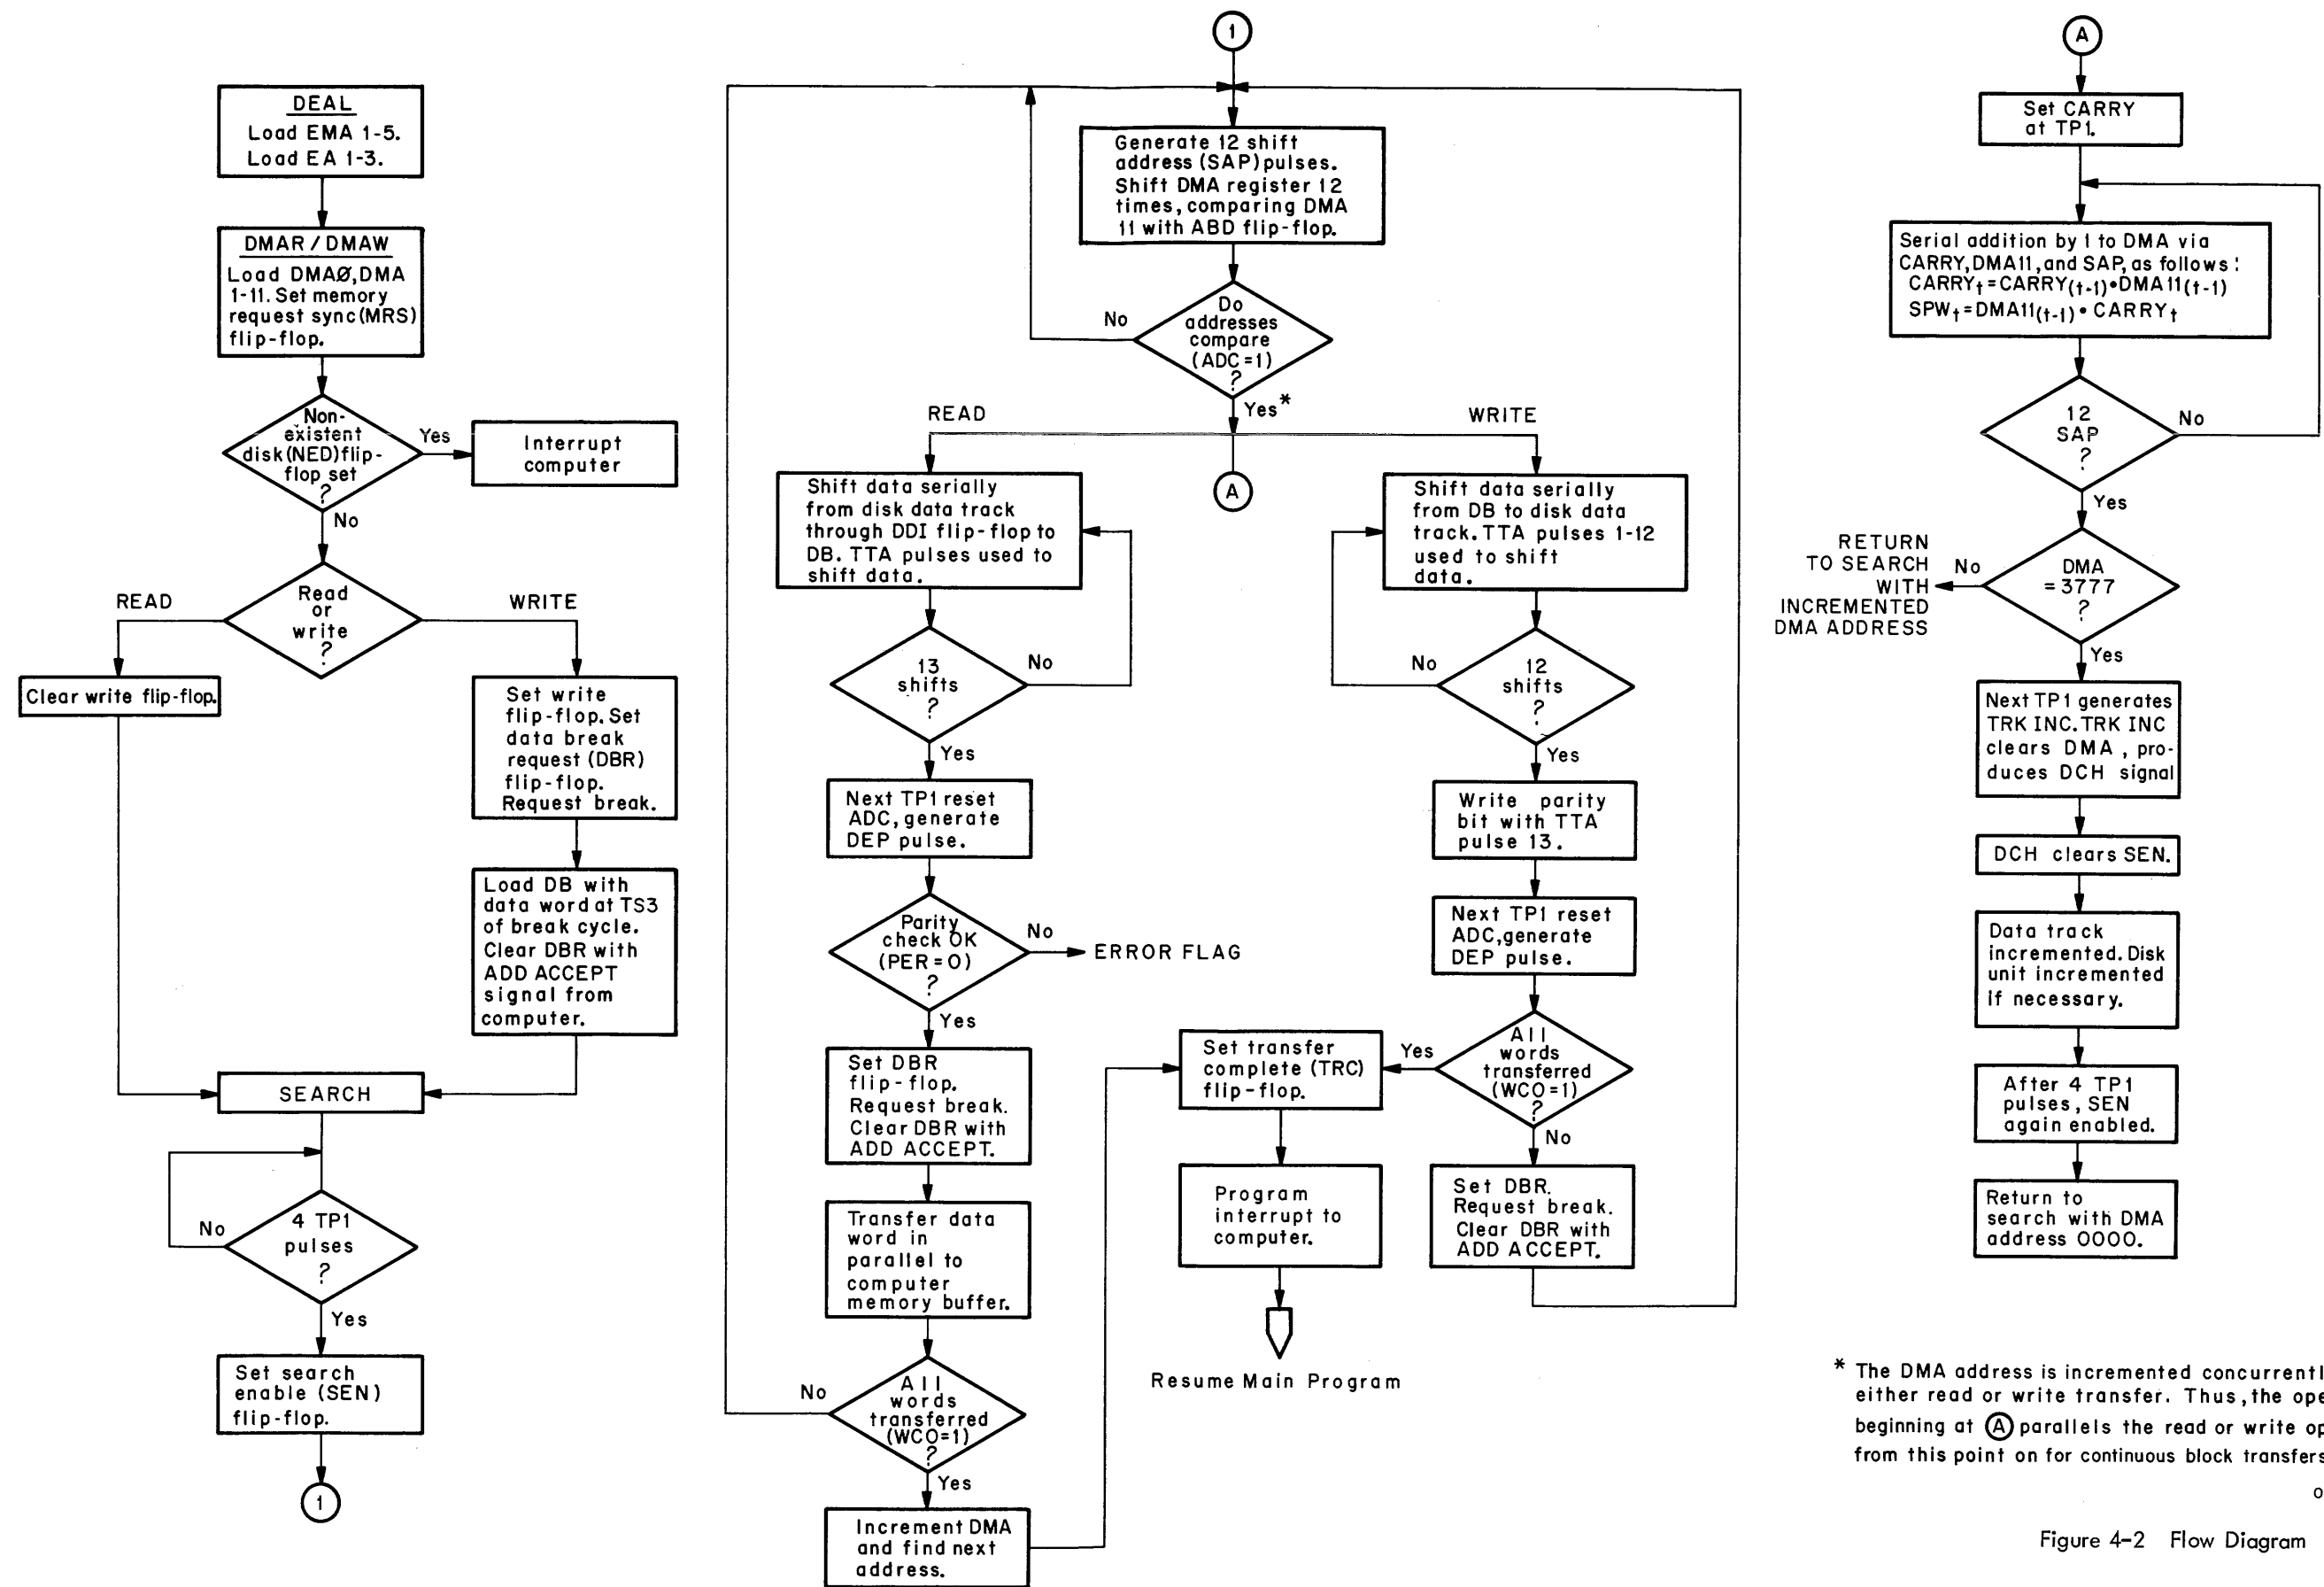 DEAL
Load EMA 1-5.
Load EA 1-3.
DMAR / DMAW
Load DMAØ, DMA
1-11. Set memory
request sync (MRS)
flip-flop.
Non-
existent
disk (NED) flip-
flop set
?
Yes
Interrupt
computer
No
Read
or
write
?
READ
WRITE
Clear write flip-flop.
Set write
flip-flop. Set
data break
request (DBR)
flip-flop.
Request break.
Load DB with
data word at TS3
of break cycle.
Clear DBR with
ADD ACCEPT
signal from
computer.
SEARCH
4 TP1
pulses
?
No
Yes
Set search
enable (SEN)
flip-flop.
1
1
Generate 12 shift
address (SAP) pulses.
Shift DMA register 12
times, comparing DMA
11 with ABD flip-flop.
Do
addresses
compare
(ADC = 1)
?
No
Yes*
READ
WRITE
A
Shift data serially
from disk data track
through DDI flip-flop to
DB. TTA pulses used to
shift data.
13
shifts
?
No
Yes
Next TP1 reset
ADC, generate
DEP pulse.
Parity
check OK
(PER = 0)
?
No
ERROR FLAG
Yes
Set DBR
flip-flop.
Request break.
Clear DBR with
ADD ACCEPT.
Transfer data
word in
parallel to
computer
memory buffer.
All
words
transferred
(WCO=1)
?
No
Yes
Increment DMA
and find next
address.
Shift data serially
from DB to disk data
track. TTA pulses 1-12
used to shift
data.
12
shifts
?
No
Yes
Write parity
bit with TTA
pulse 13.
Next TP1 reset
ADC, generate
DEP pulse.
All
words
transferred
(WCO=1)
?
Yes
No
Set transfer
complete (TRC)
flip-flop.
Program
interrupt to
computer.
Resume Main Program
Set DBR.
Request break.
Clear DBR with
ADD ACCEPT.
A
Set CARRY
at TP1.
Serial addition by 1 to DMA via
CARRY, DMA11, and SAP, as follows:
CARRYt = CARRY(t-1) • DMA11(t-1)
SPWt = DMA11(t-1) • CARRYt
12
SAP
?
No
Yes
DMA
= 3777
?
No
RETURN
TO SEARCH
WITH
INCREMENTED
DMA ADDRESS
Yes
Next TP1 generates
TRK INC. TRK INC
clears DMA, pro-
duces DCH signal
DCH clears SEN.
Data track
incremented. Disk
unit incremented
if necessary.
After 4 TP1
pulses, SEN
again enabled.
Return to
search with DMA
address 0000.
* The DMA address is incremented concurrentl
either read or write transfer. Thus, the ope
beginning at A parallels the read or write op
from this point on for continuous block transfers
o
Figure 4-2 Flow Diagram